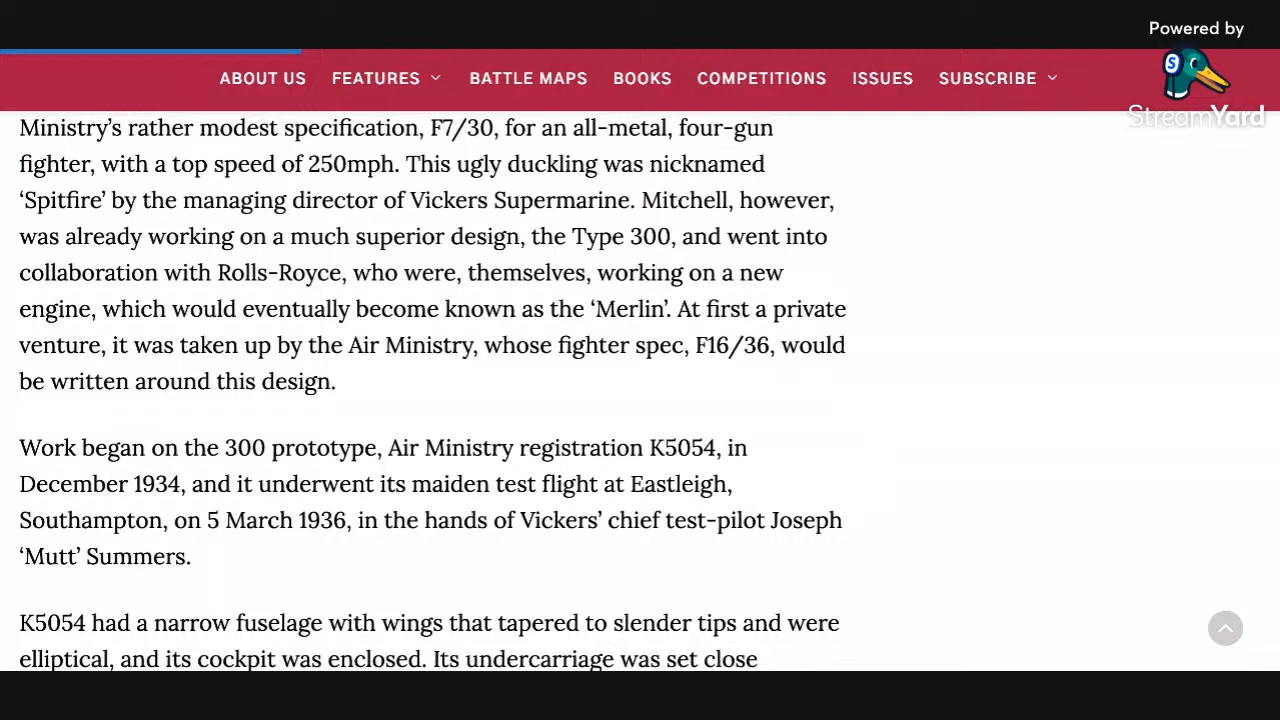 Powered by
ABOUT US FEATURES BATTLE MAPS BOOKS COMPETITIONS ISSUES SUBSCRIBE
StreamYard
Ministry’s rather modest specification, F7/30, for an all-metal, four-gun
fighter, with a top speed of 250mph. This ugly duckling was nicknamed
‘Spitfire’ by the managing director of Vickers Supermarine. Mitchell, however,
was already working on a much superior design, the Type 300, and went into
collaboration with Rolls-Royce, who were, themselves, working on a new
engine, which would eventually become known as the ‘Merlin’. At first a private
venture, it was taken up by the Air Ministry, whose fighter spec, F16/36, would
be written around this design.
Work began on the 300 prototype, Air Ministry registration K5054, in
December 1934, and it underwent its maiden test flight at Eastleigh,
Southampton, on 5 March 1936, in the hands of Vickers’ chief test-pilot Joseph
‘Mutt’ Summers.
K5054 had a narrow fuselage with wings that tapered to slender tips and were
elliptical, and its cockpit was enclosed. Its undercarriage was set close